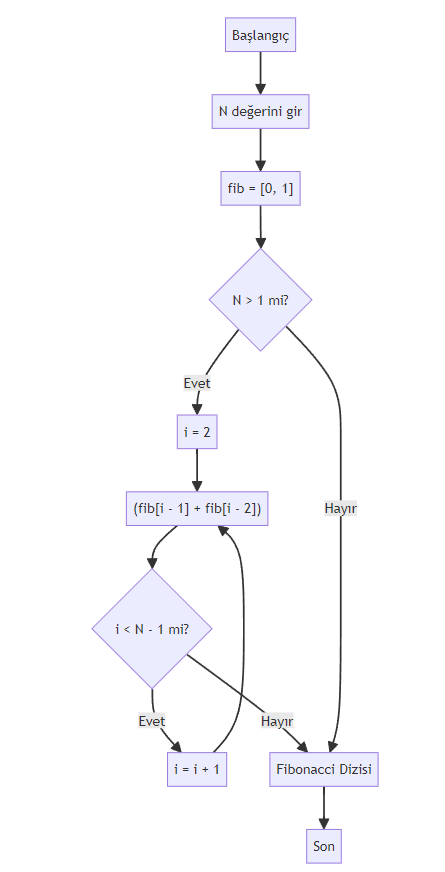 Başlangıç
N değerini gir
fib = [0, 1]
N > 1 mi?
Evet
i = 2
(fib[i - 1] + fib[i - 2])
Hayır
i < N - 1 mi?
Evet
Hayır
i = i + 1
Fibonacci Dizisi
Son